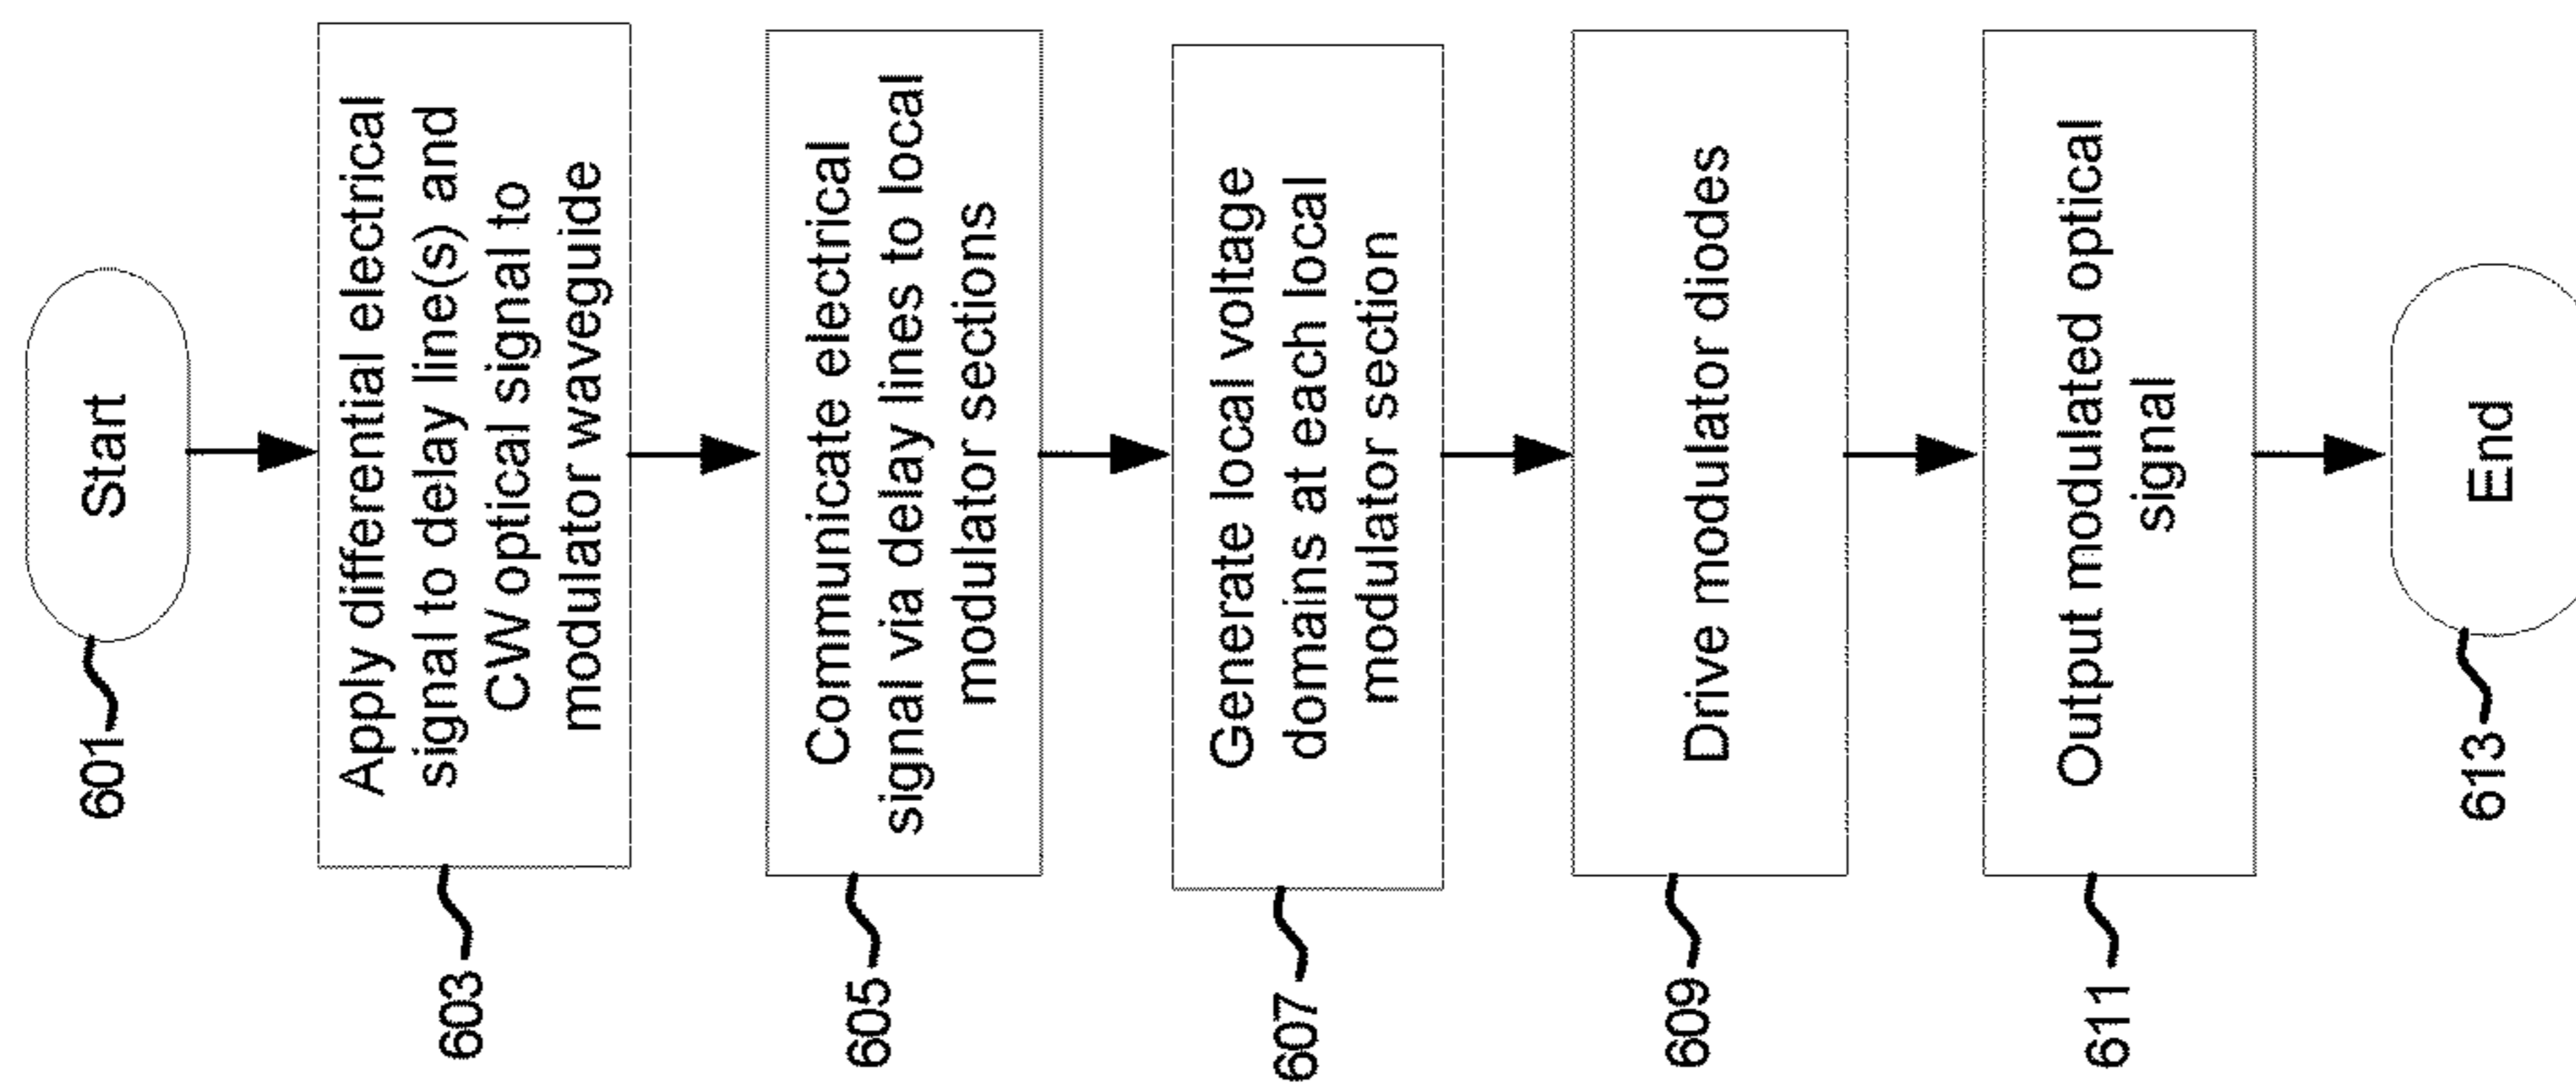 Start
601
Apply differential electrical
signal to delay line(s) and
CW optical signal to
modulator waveguide
603
Communicate electrical
signal via delay lines to local
modulator sections
605
Generate local voltage
domains at each local
modulator section
607
Drive modulator diodes
609
Output modulated optical
signal
611
End
613